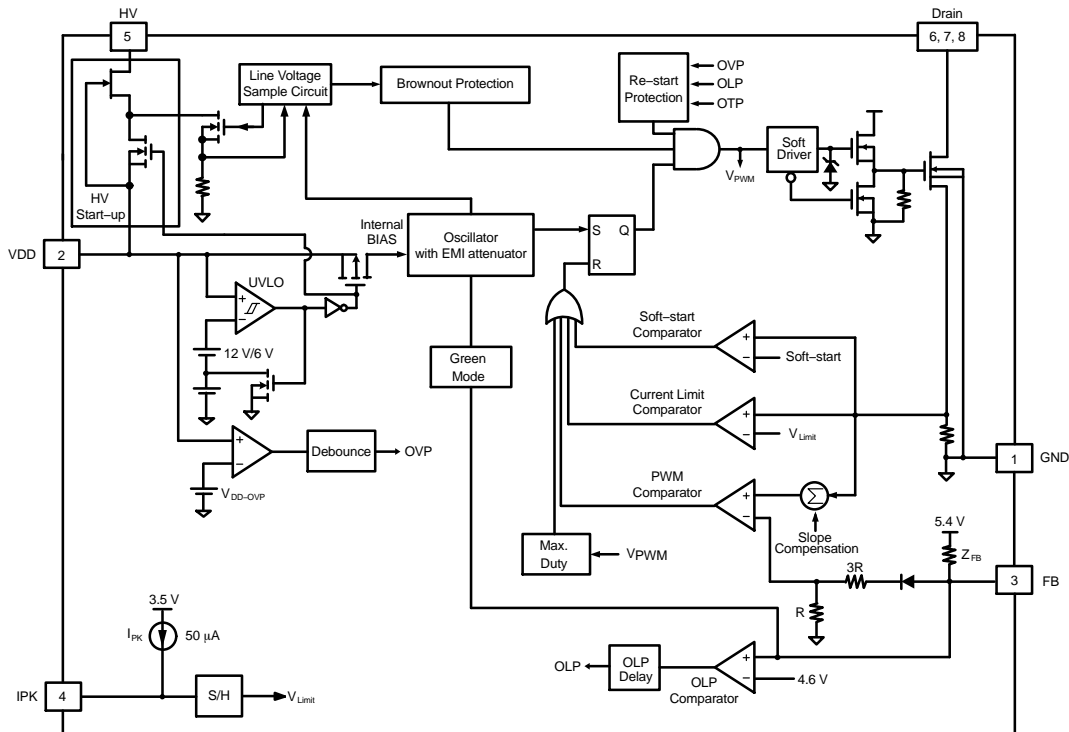 HV
5
Drain
6, 7, 8
Line Voltage
Sample Circuit
Brownout Protection
Re−start
Protection
OVP
OLP
OTP
Soft
Driver
VPWM
HV
Start−up
Internal
BIAS
Oscillator
with EMI attenuator
S
Q
R
VDD
2
UVLO
+
−
12 V/6 V
Green
Mode
Soft−start
Comparator
+
−
Soft−start
Current Limit
Comparator
+
−
VLimit
+
−
Debounce
OVP
VDD−OVP
1
GND
PWM
Comparator
+
−
Σ
Slope
Compensation
5.4 V
ZFB
Max.
Duty
VPWM
3R
3
FB
R
3.5 V
IPK
50 μA
OLP
OLP
Delay
OLP
Comparator
+
−
4.6 V
IPK
4
S/H
VLimit